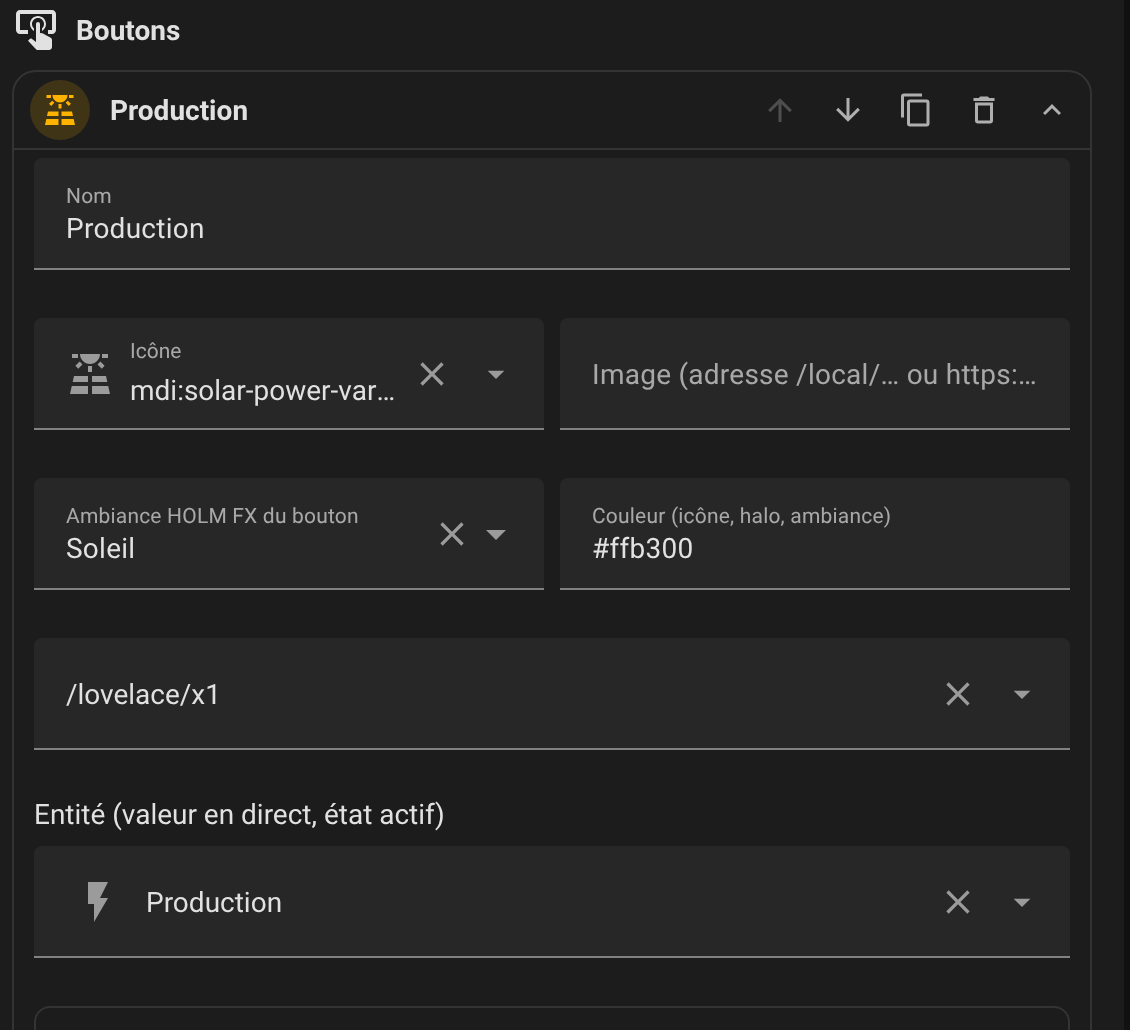 Boutons
Production
Nom
Production
Icône
mdi:solar-power-var...
Image (adresse /local/... ou https:...
Ambiance HOLM FX du bouton
Soleil
Couleur (icône, halo, ambiance)
#ffb300
/lovelace/x1
Entité (valeur en direct, état actif)
Production